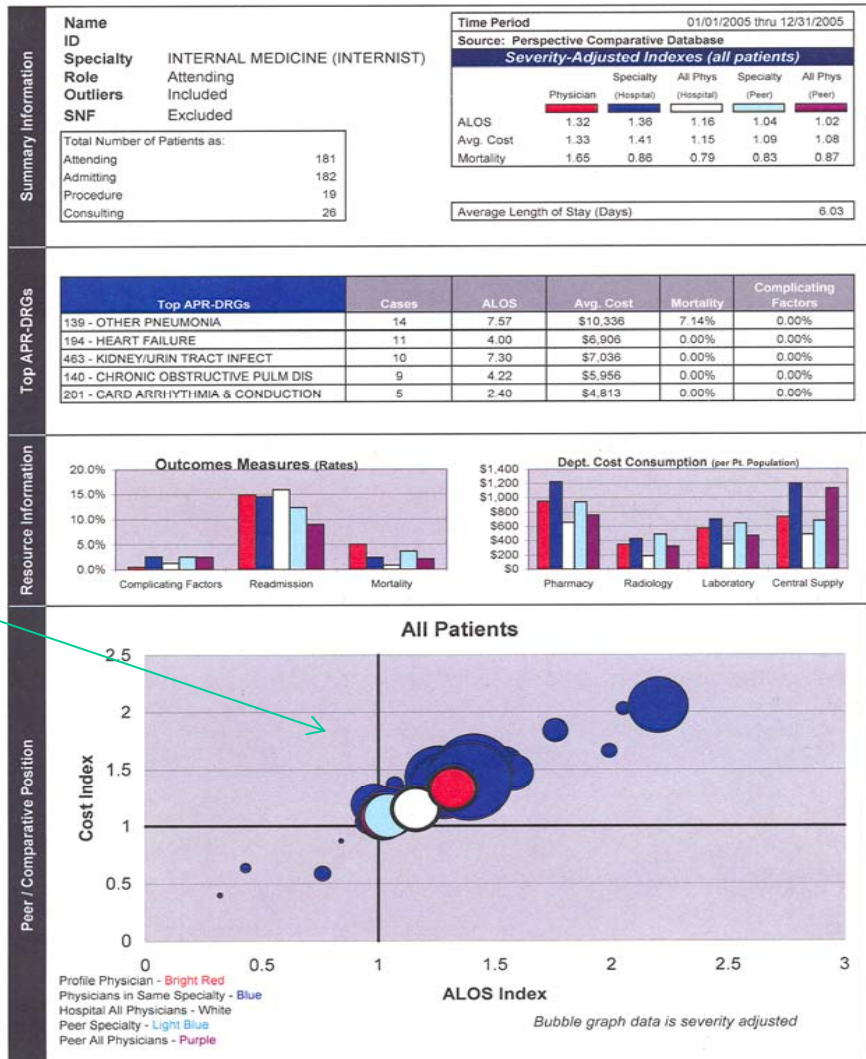 Summary Information
Name
ID
Specialty INTERNAL MEDICINE (INTERNIST)
Role Attending
Outliers Included
SNF Excluded
Total Number of Patients as:
Attending 181
Admitting 182
Procedure 19
Consulting 26
Time Period 01/01/2005 thru 12/31/2005
Source: Perspective Comparative Database
Severity-Adjusted Indexes (all patients)
Specialty All Phys Specialty All Phys
Physician (Hospital) (Hospital) (Peer) (Peer)
ALOS 1.32 1.36 1.16 1.04 1.02
Avg. Cost 1.33 1.41 1.15 1.09 1.08
Mortality 1.65 0.86 0.79 0.83 0.87
Average Length of Stay (Days) 6.03
Top APR-DRGs
Top APR-DRGs Cases ALOS Avg. Cost Mortality Complicating Factors
139 - OTHER PNEUMONIA 14 7.57 $10,336 7.14% 0.00%
194 - HEART FAILURE 11 4.00 $6,906 0.00% 0.00%
463 - KIDNEY/URIN TRACT INFECT 10 7.30 $7,036 0.00% 0.00%
140 - CHRONIC OBSTRUCTIVE PULM DIS 9 4.22 $5,956 0.00% 0.00%
201 - CARD ARRHYTHMIA & CONDUCTION 5 2.40 $4,813 0.00% 0.00%
Resource Information
Outcomes Measures (Rates)
20.0%
15.0%
10.0%
5.0%
0.0%
Complicating Factors Readmission Mortality
Dept. Cost Consumption (per Pt. Population)
$1,400
$1,200
$1,000
$800
$600
$400
$200
$0
Pharmacy Radiology Laboratory Central Supply
Peer / Comparative Position
All Patients
Cost Index
2.5
2
1.5
1
0.5
0
0 0.5 1 1.5 2 2.5 3
ALOS Index
Profile Physician - Bright Red
Physicians in Same Specialty - Blue
Hospital All Physicians - White
Peer Specialty - Light Blue
Peer All Physicians - Purple
Bubble graph data is severity adjusted